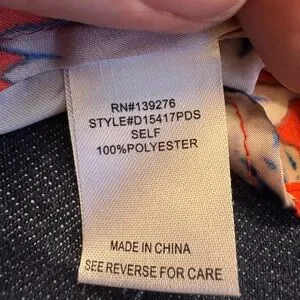 RN#139276
STYLE#D15417PDS
SELF
100%POLYESTER
MADE IN CHINA
SEE REVERSE FOR CARE